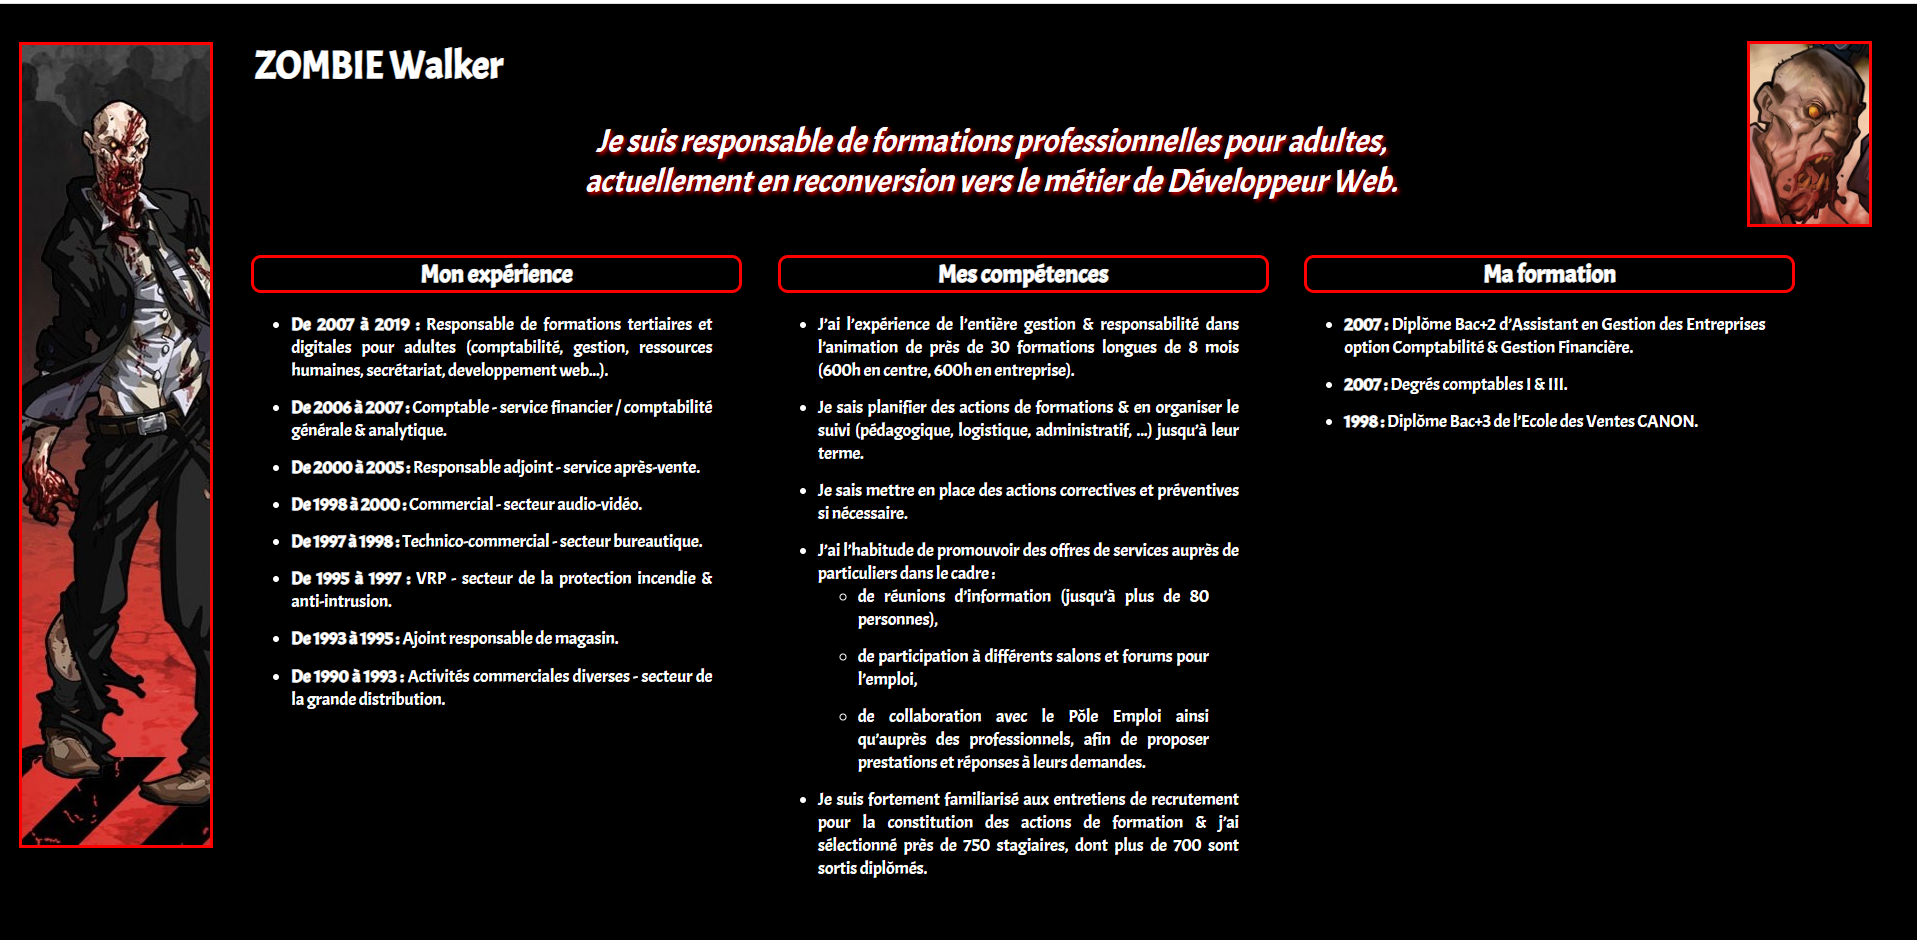 ZOMBIE Walker
Je suis responsable de formations professionnelles pour adultes,
actuellement en reconversion vers le métier de Développeur Web.
Mon expérience
De 2007 à 2019 : Responsable de formations tertiaires et
digitales pour adultes (comptabilité, gestion, ressources
humaines, secrétariat, developpement web...).
De 2006 à 2007 : Comptable - service financier / comptabilité
générale & analytique.
De 2000 à 2005 : Responsable adjoint - service après-vente.
De 1998 à 2000 : Commercial - secteur audio-vidéo.
De 1997 à 1998 : Technico-commercial - secteur bureautique.
De 1995 à 1997 : VRP - secteur de la protection incendie &
anti-intrusion.
De 1993 à 1995 : Ajoint responsable de magasin.
De 1990 à 1993 : Activités commerciales diverses - secteur de
la grande distribution.
Mes compétences
J'ai l'expérience de l'entière gestion & responsabilité dans
l'animation de près de 30 formations longues de 8 mois
(600h en centre, 600h en entreprise).
Je sais planifier des actions de formations & en organiser le
suivi (pédagogique, logistique, administratif, ...) jusqu'à leur
terme.
Je sais mettre en place des actions correctives et préventives
si nécessaire.
J'ai l'habitude de promouvoir des offres de services auprès de
particuliers dans le cadre :
de réunions d'information (jusqu'à plus de 80
personnes),
de participation à différents salons et forums pour
l'emploi,
de collaboration avec le Pôle Emploi ainsi
qu'auprès des professionnels, afin de proposer
prestations et réponses à leurs demandes.
Je suis fortement familiarisé aux entretiens de recrutement
pour la constitution des actions de formation & j'ai
sélectionné près de 750 stagiaires, dont plus de 700 sont
sortis diplômés.
Ma formation
2007 : Diplôme Bac+2 d'Assistant en Gestion des Entreprises
option Comptabilité & Gestion Financière.
2007 : Degrés comptables I & III.
1998 : Diplôme Bac+3 de l'Ecole des Ventes CANON.